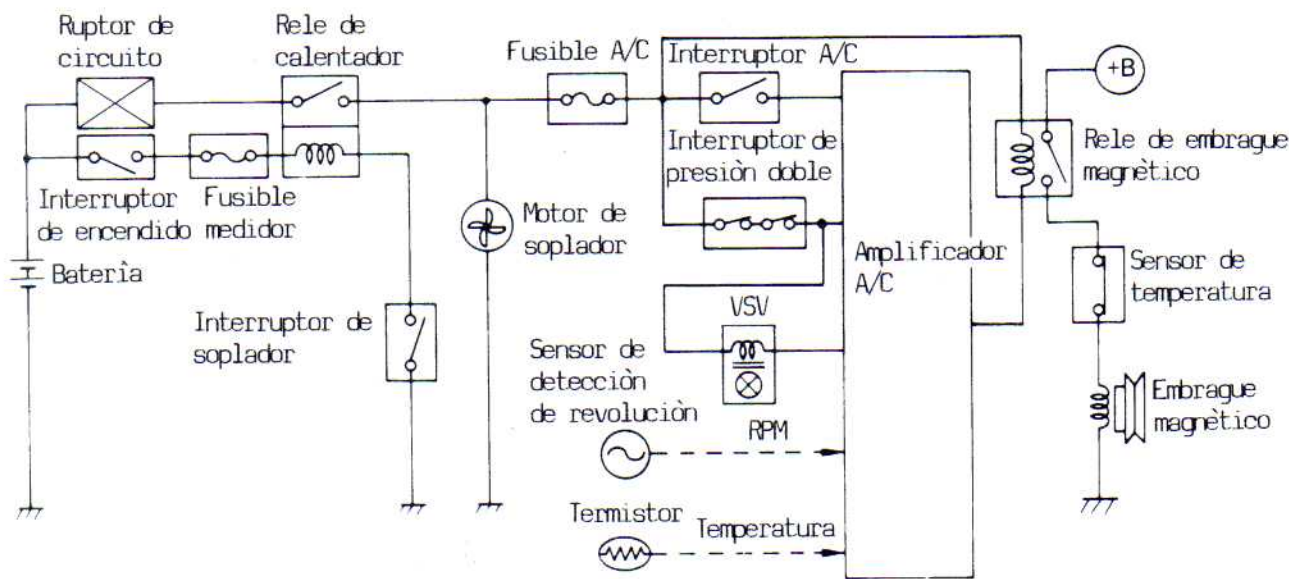 Ruptor de
circuito
Rele de
calentador
Fusible A/C
Interruptor A/C
+B
Interruptor de
presiòn doble
Rele de embrague
magnètico
Interruptor
de encendido
Fusible
medidor
Motor de
soplador
Amplificador
A/C
Baterîa
Sensor de
temperatura
Interruptor de
soplador
VSV
Sensor de
detecciòn
de revoluciòn
Embrague
magnètico
RPM
Termistor
Temperatura